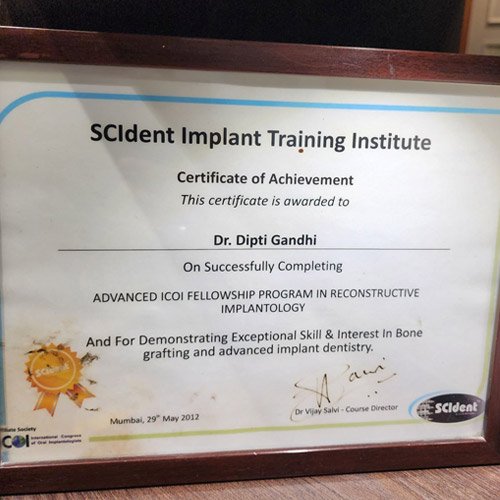 SCIdent Implant Training Institute
Certificate of Achievement
This certificate is awarded to
Dr. Dipti Gandhi
On Successfully Completing
ADVANCED ICOI FELLOWSHIP PROGRAM IN RECONSTRUCTIVE
IMPLANTOLOGY
And For Demonstrating Exceptional Skill & Interest In Bone
grafting and advanced implant dentistry.
SCIdent
Dr Vijay Salvi - Course Director
SCIdent
Mumbai, 29th May 2012
Society
International Congress
of Oral Implantologists